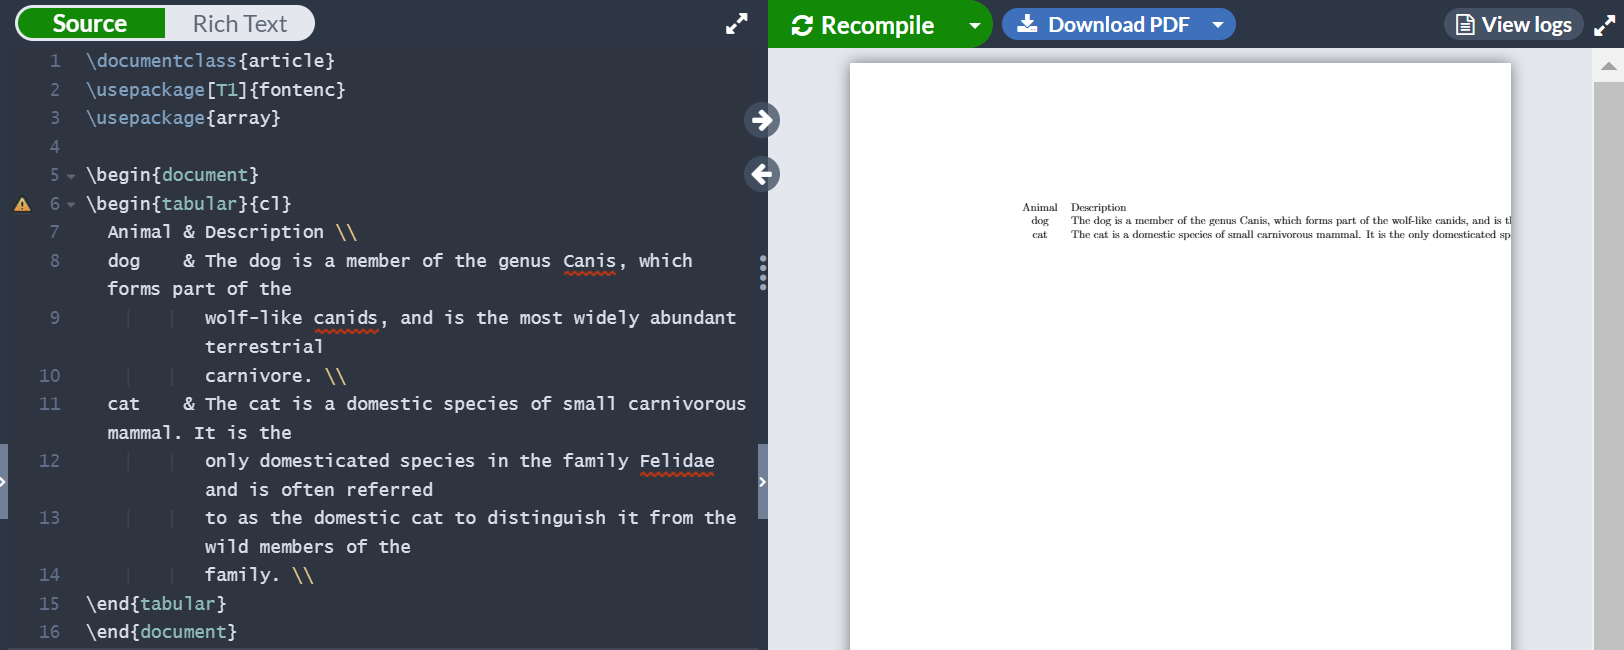 Source Rich Text
1 \documentclass{article}
2 \usepackage[T1]{fontenc}
3 \usepackage{array}
4
5 \begin{document}
6 \begin{tabular}{cl}
7 Animal & Description \\
8 dog & The dog is a member of the genus Canis, which
forms part of the
9 wolf-like canids, and is the most widely abundant
terrestrial
10 carnivore. \\
11 cat & The cat is a domestic species of small carnivorous
mammal. It is the
12 only domesticated species in the family Felidae
and is often referred
13 to as the domestic cat to distinguish it from the
wild members of the
14 family. \\
15 \end{tabular}
16 \end{document}
Recompile Download PDF View logs
Animal Description
dog The dog is a member of the genus Canis, which forms part of the wolf-like canids, and is
cat The cat is a domestic species of small carnivorous mammal. It is the only domesticated